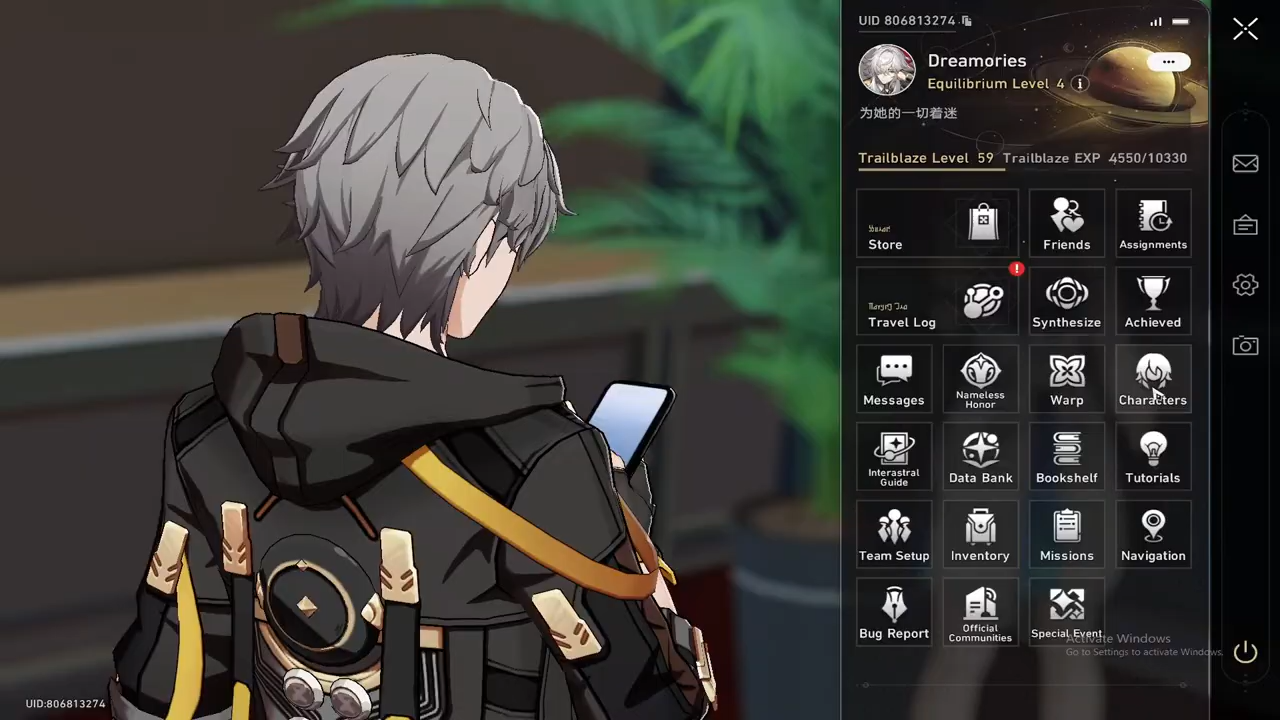 UID 806813274
Dreamories
Equilibrium Level 4
为她的一切着迷
Trailblaze Level 59 Trailblaze EXP 4550/10330
Store
Friends
Assignments
Travel Log
Synthesize
Achieved
Messages
Nameless
Honor
Warp
Characters
Interastral
Guide
Data Bank
Bookshelf
Tutorials
Team Setup
Inventory
Missions
Navigation
Bug Report
Official
Communities
Special Event
Activate Windows
Go to Settings to activate Windows.
UID:806813274